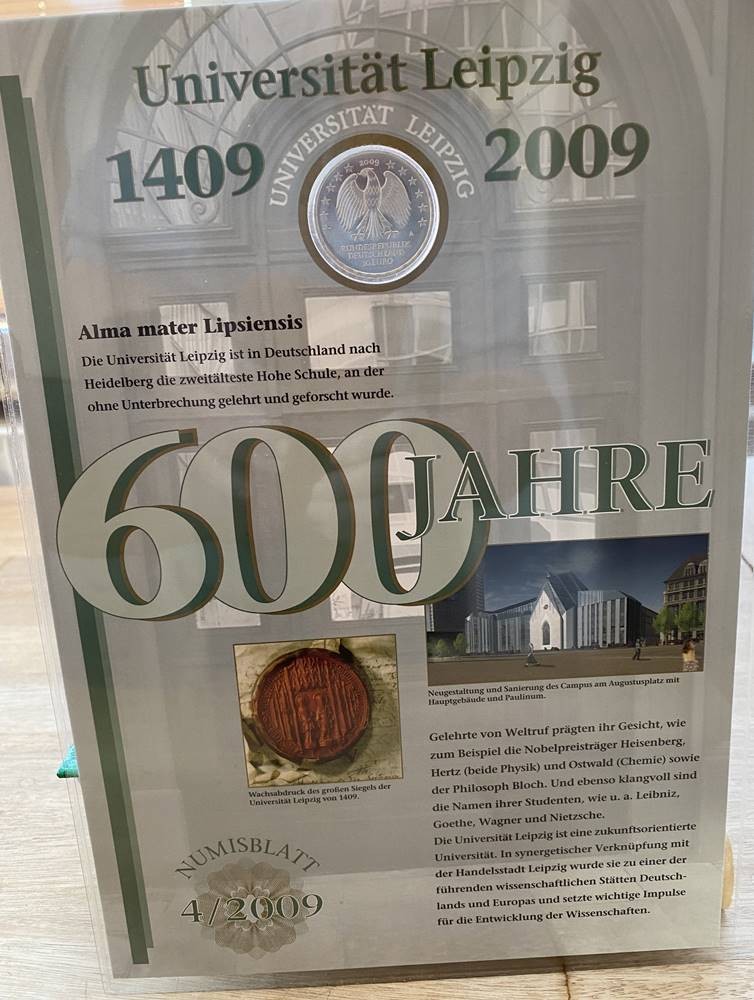 Universität Leipzig
1409
UNIVERSITÄT LEIPZIG
2009
2009
A
BUNDESREPUBLIK
DEUTSCHLAND
10 EURO
Alma mater Lipsiensis
Die Universität Leipzig ist in Deutschland nach
Heidelberg die zweitälteste Hohe Schule, an der
ohne Unterbrechung gelehrt und geforscht wurde.
600 JAHRE
Neugestaltung und Sanierung des Campus am Augustusplatz mit
Hauptgebäude und Paulinum.
Wachsabdruck des großen Siegels der
Universität Leipzig von 1409.
Gelehrte von Weltruf prägten ihr Gesicht, wie
zum Beispiel die Nobelpreisträger Heisenberg,
Hertz (beide Physik) und Ostwald (Chemie) sowie
der Philosoph Bloch. Und ebenso klangvoll sind
die Namen ihrer Studenten, wie u. a. Leibniz,
Goethe, Wagner und Nietzsche.
Die Universität Leipzig ist eine zukunftsorientierte
Universität. In synergetischer Verknüpfung mit
der Handelsstadt Leipzig wurde sie zu einer der
führenden wissenschaftlichen Stätten Deutsch-
lands und Europas und setzte wichtige Impulse
für die Entwicklung der Wissenschaften.
NUMISBLATT
4/2009